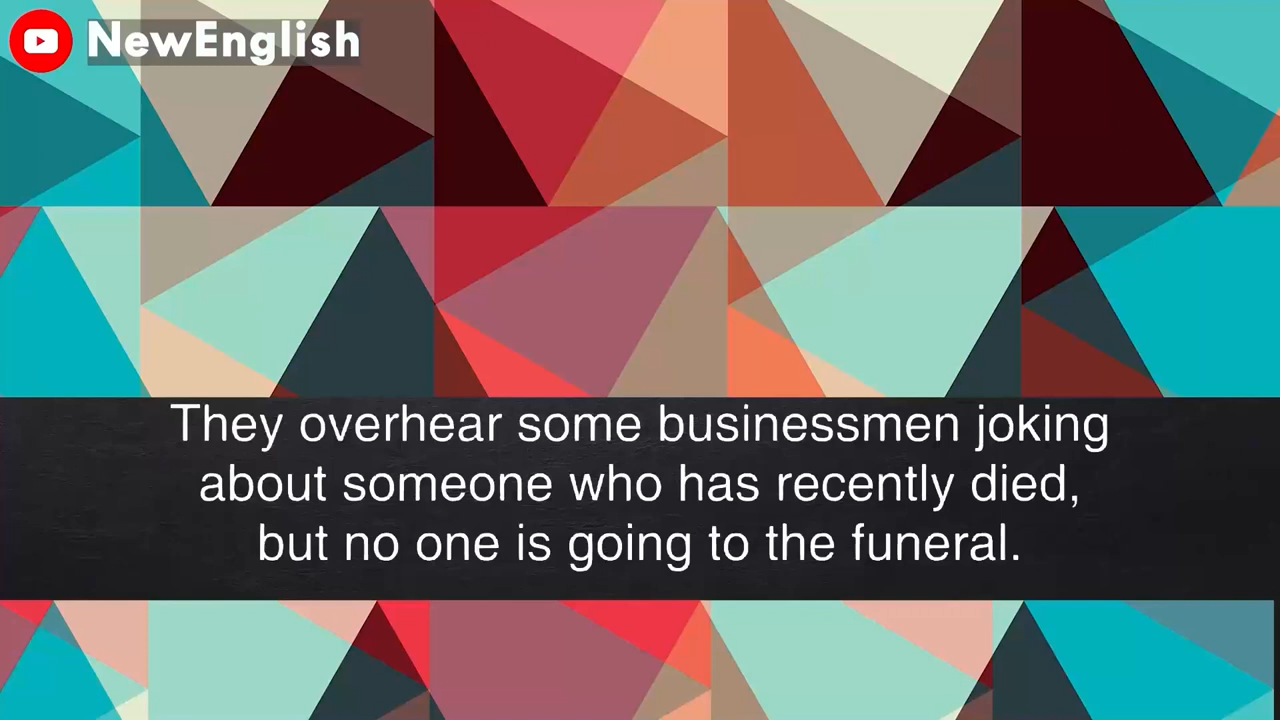 NewEnglish
They overhear some businessmen joking
about someone who has recently died,
but no one is going to the funeral.